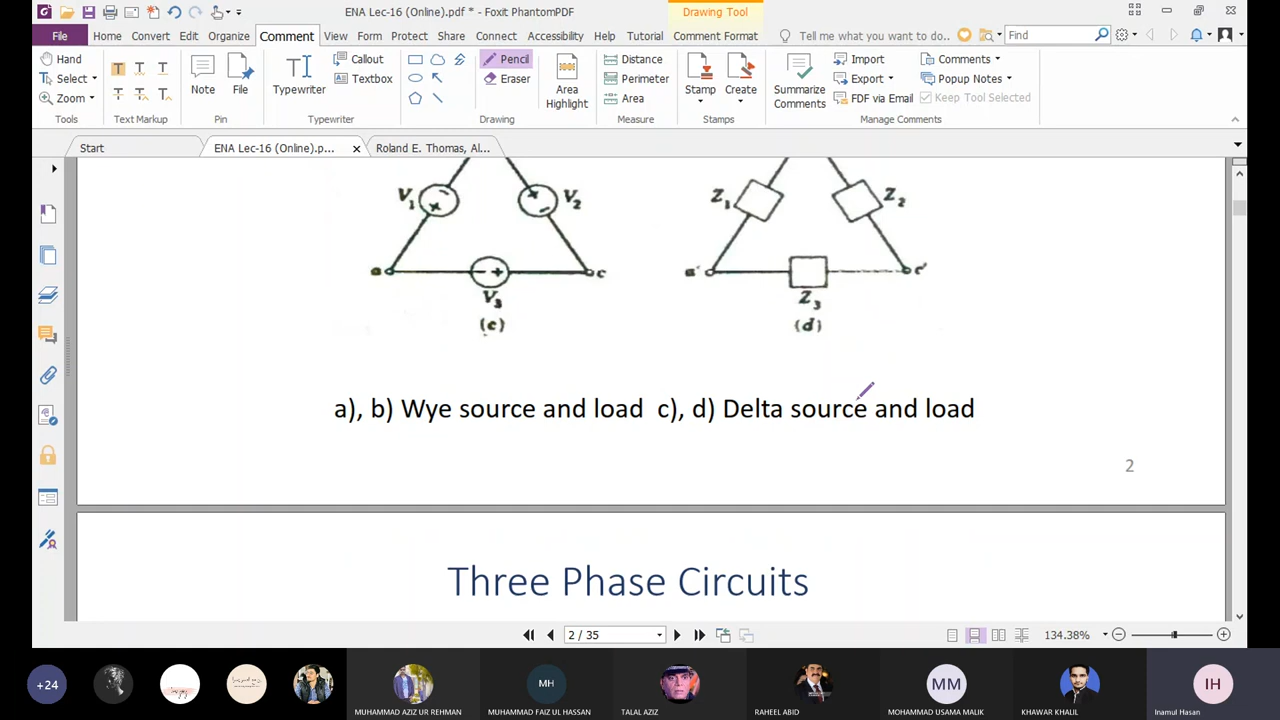 ENA Lec-16 (Online).pdf * - Foxit PhantomPDF
Drawing Tool
File Home Convert Edit Organize Comment View Form Protect Share Connect Accessibility Help Tutorial Comment Format
Tell me what you want to do..
Find
Hand
Select
Zoom
Tools
T T T
T T T
Text Markup
Note
File
Pin
Typewriter
Callout
Textbox
Typewriter
Pencil
Eraser
Area Highlight
Drawing
Distance
Perimeter
Area
Measure
Stamp
Create
Stamps
Summarize Comments
Import
Export
FDF via Email
Comments
Popup Notes
Keep Tool Selected
Manage Comments
Start
ENA Lec-16 (Online).p...
Roland E. Thomas, Al...
V1 V2 Z1 Z2
a c a' c'
V3 Z3
(c) (d)
a), b) Wye source and load c), d) Delta source and load
2
Three Phase Circuits
2 / 35
134.38%
+24
MH
MM
IH
MUHAMMAD AZIZ UR REHMAN
MUHAMMAD FAIZ UL HASSAN
TALAL AZIZ
RAHEEL ABID
MOHAMMAD USAMA MALIK
KHAWAR KHALIL
Inamul Hasan